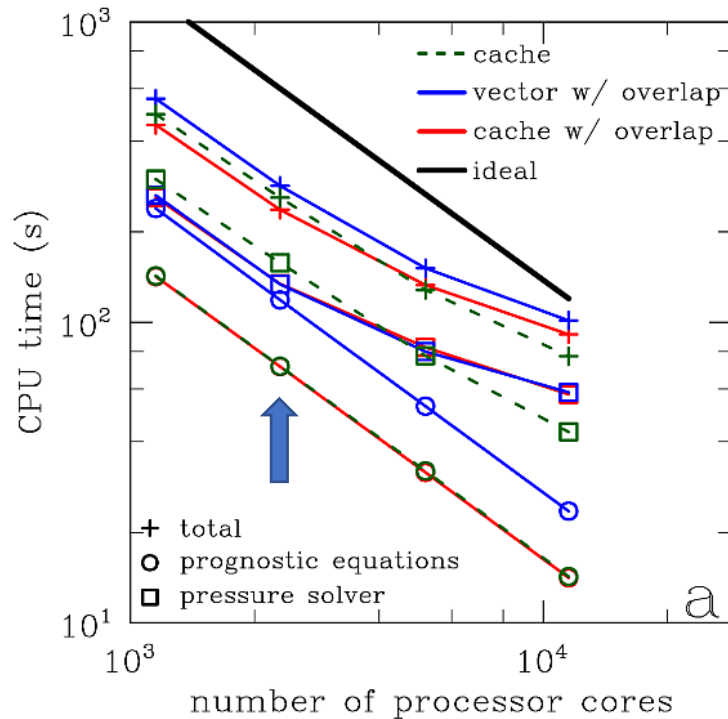 10³
cache
vector w/ overlap
cache w/ overlap
ideal
CPU time (s)
10²
total
prognostic equations
pressure solver
a
10¹
10³
10⁴
number of processor cores